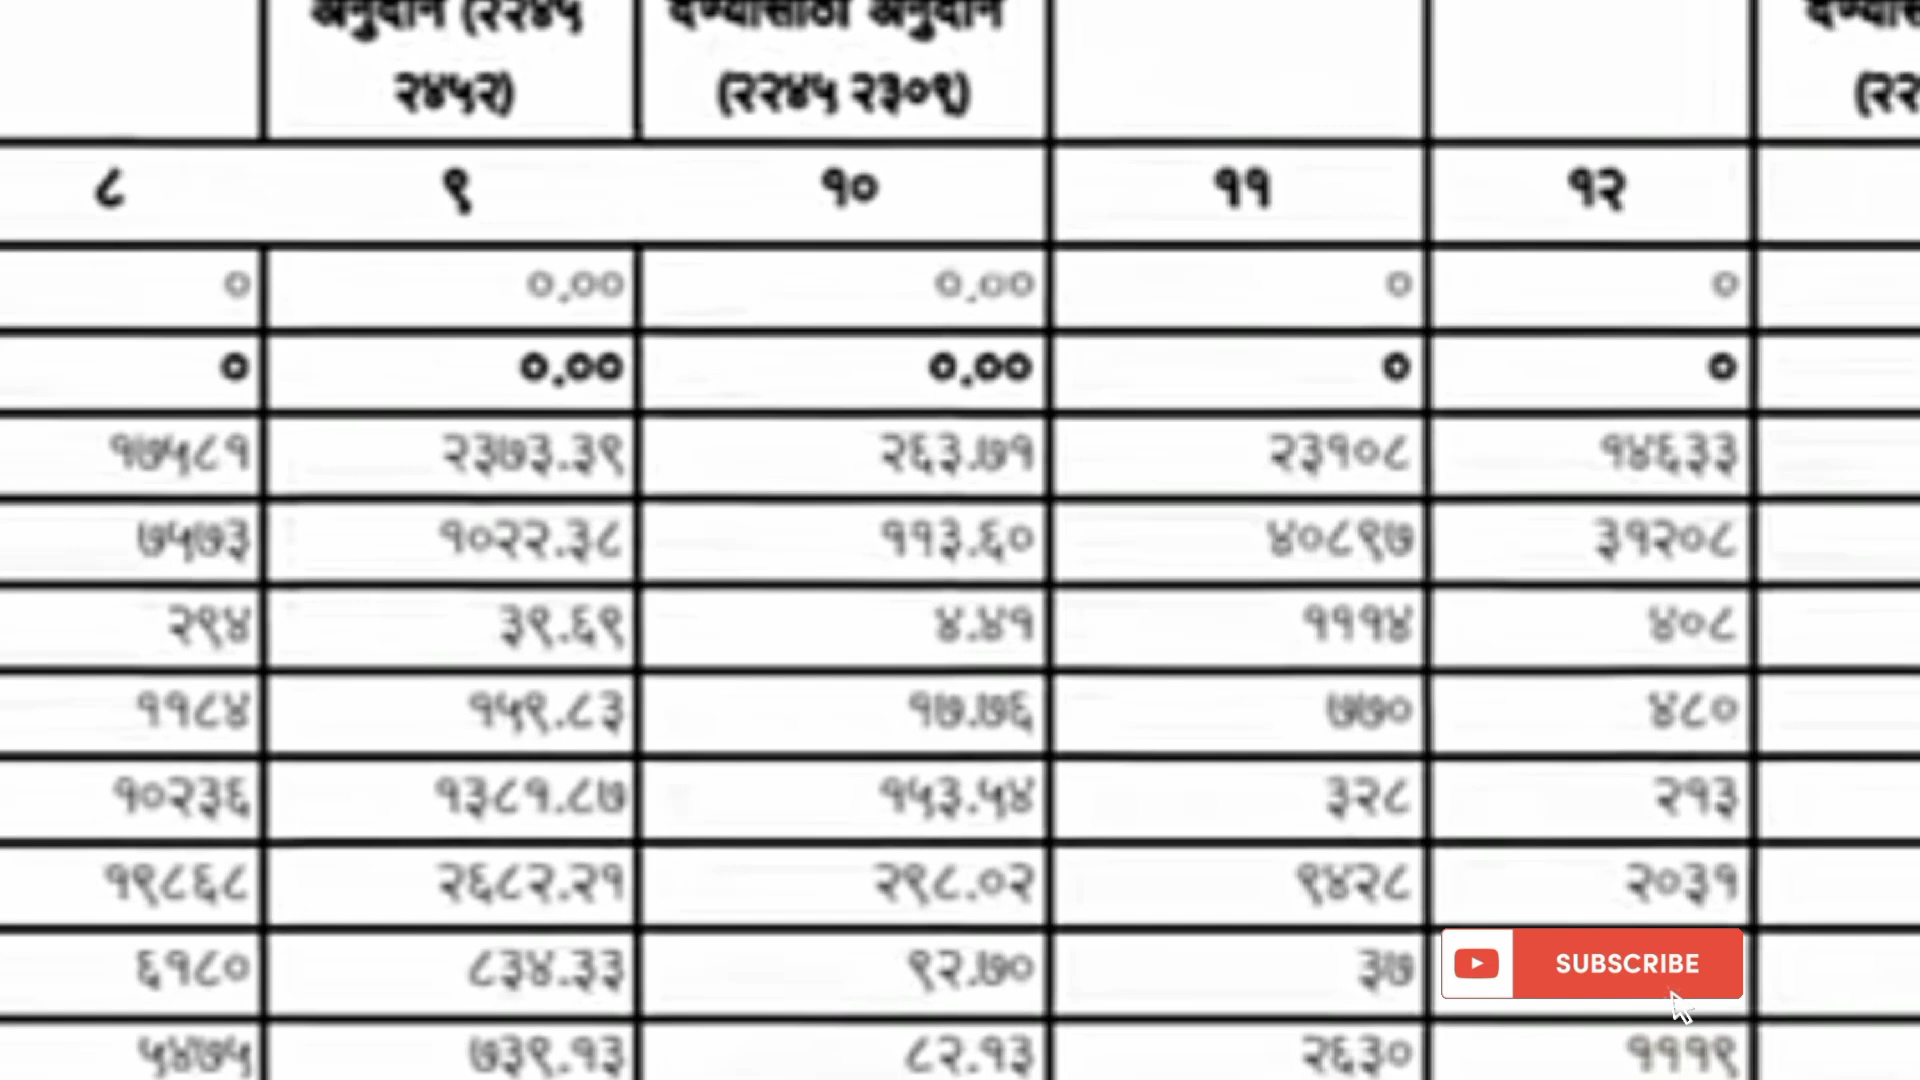 अनुदान (२२४५ देण्यासाठी अनुदान
२४५२) (२२४५ २३०९) (२२
८ ९ १० ११ १२
० ०.०० ०.०० ० ०
० ०.०० ०.०० ० ०
१७५८१ २३७३.३९ २६३.७१ २३१०८ १४६३३
७५७३ १०२२.३८ ११३.६० ४०८९७ ३१२०८
२९४ ३९.६९ ४.४१ १११४ ४०८
११८४ १५९.८३ १७.७६ ७७० ४८०
१०२३६ १३८१.८७ १५३.५४ ३२८ २१३
१९८६८ २६८२.२१ २९८.०२ ९४२८ २०३१
६१८० ८३४.३३ ९२.७० ३७ SUBSCRIBE
५४७५ ७३९.१३ ८२.१३ २६३० १११९